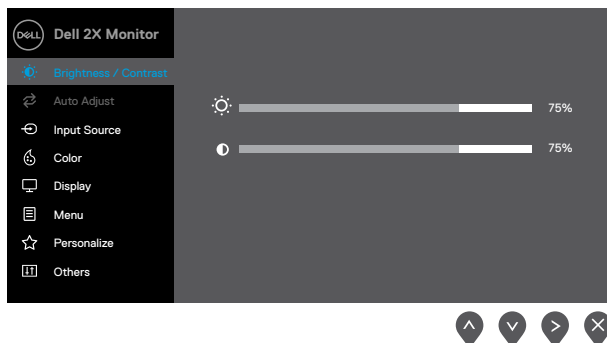 DELL
Dell 2X Monitor
Brightness / Contrast
Auto Adjust
Input Source
Color
Display
Menu
Personalize
Others
75%
75%